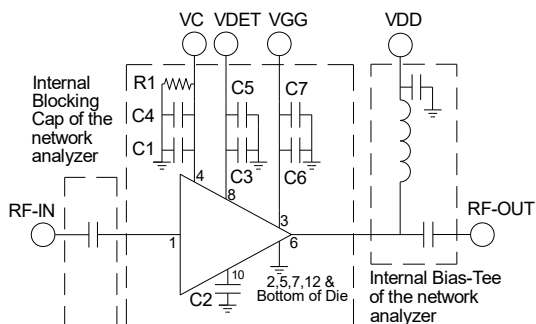 VC VDET VGG VDD
Internal
Blocking
Cap of the
network
analyzer
R1 C5 C7
C4
C1 C3 C6
4
8
RF-IN RF-OUT
3
1 6
10
C2
2,5,7,12 &
Bottom of Die
Internal Bias-Tee
of the network
analyzer